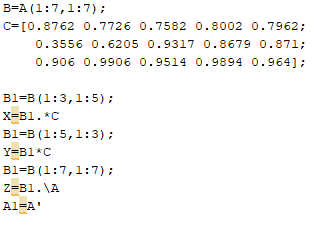 B=A(1:7,1:7);
C=[0.8762 0.7726 0.7582 0.8002 0.7962;
0.3556 0.6205 0.9317 0.8679 0.871;
0.906 0.9906 0.9514 0.9894 0.964];
B1=B(1:3,1:5);
X=B1.*C
B1=B(1:5,1:3);
Y=B1*C
B1=B(1:7,1:7);
Z=B1.\A
A1=A'